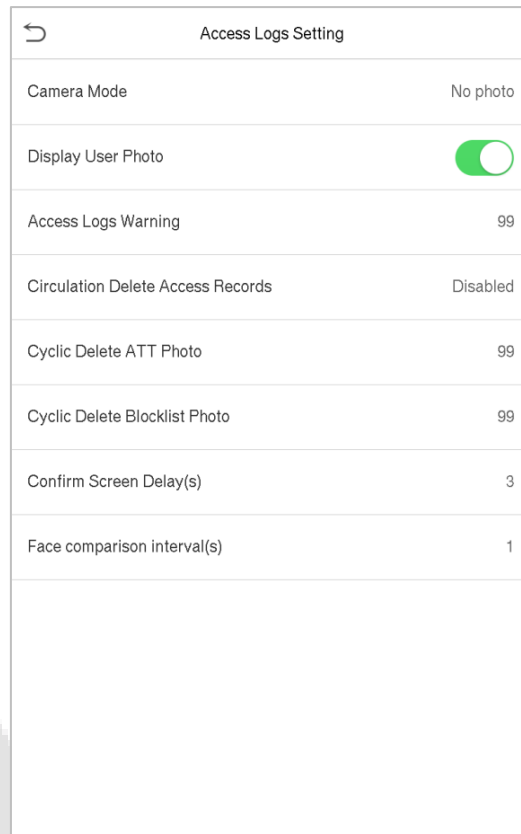 Access Logs Setting
Camera Mode No photo
Display User Photo
Access Logs Warning 99
Circulation Delete Access Records Disabled
Cyclic Delete ATT Photo 99
Cyclic Delete Blocklist Photo 99
Confirm Screen Delay(s) 3
Face comparison interval(s) 1